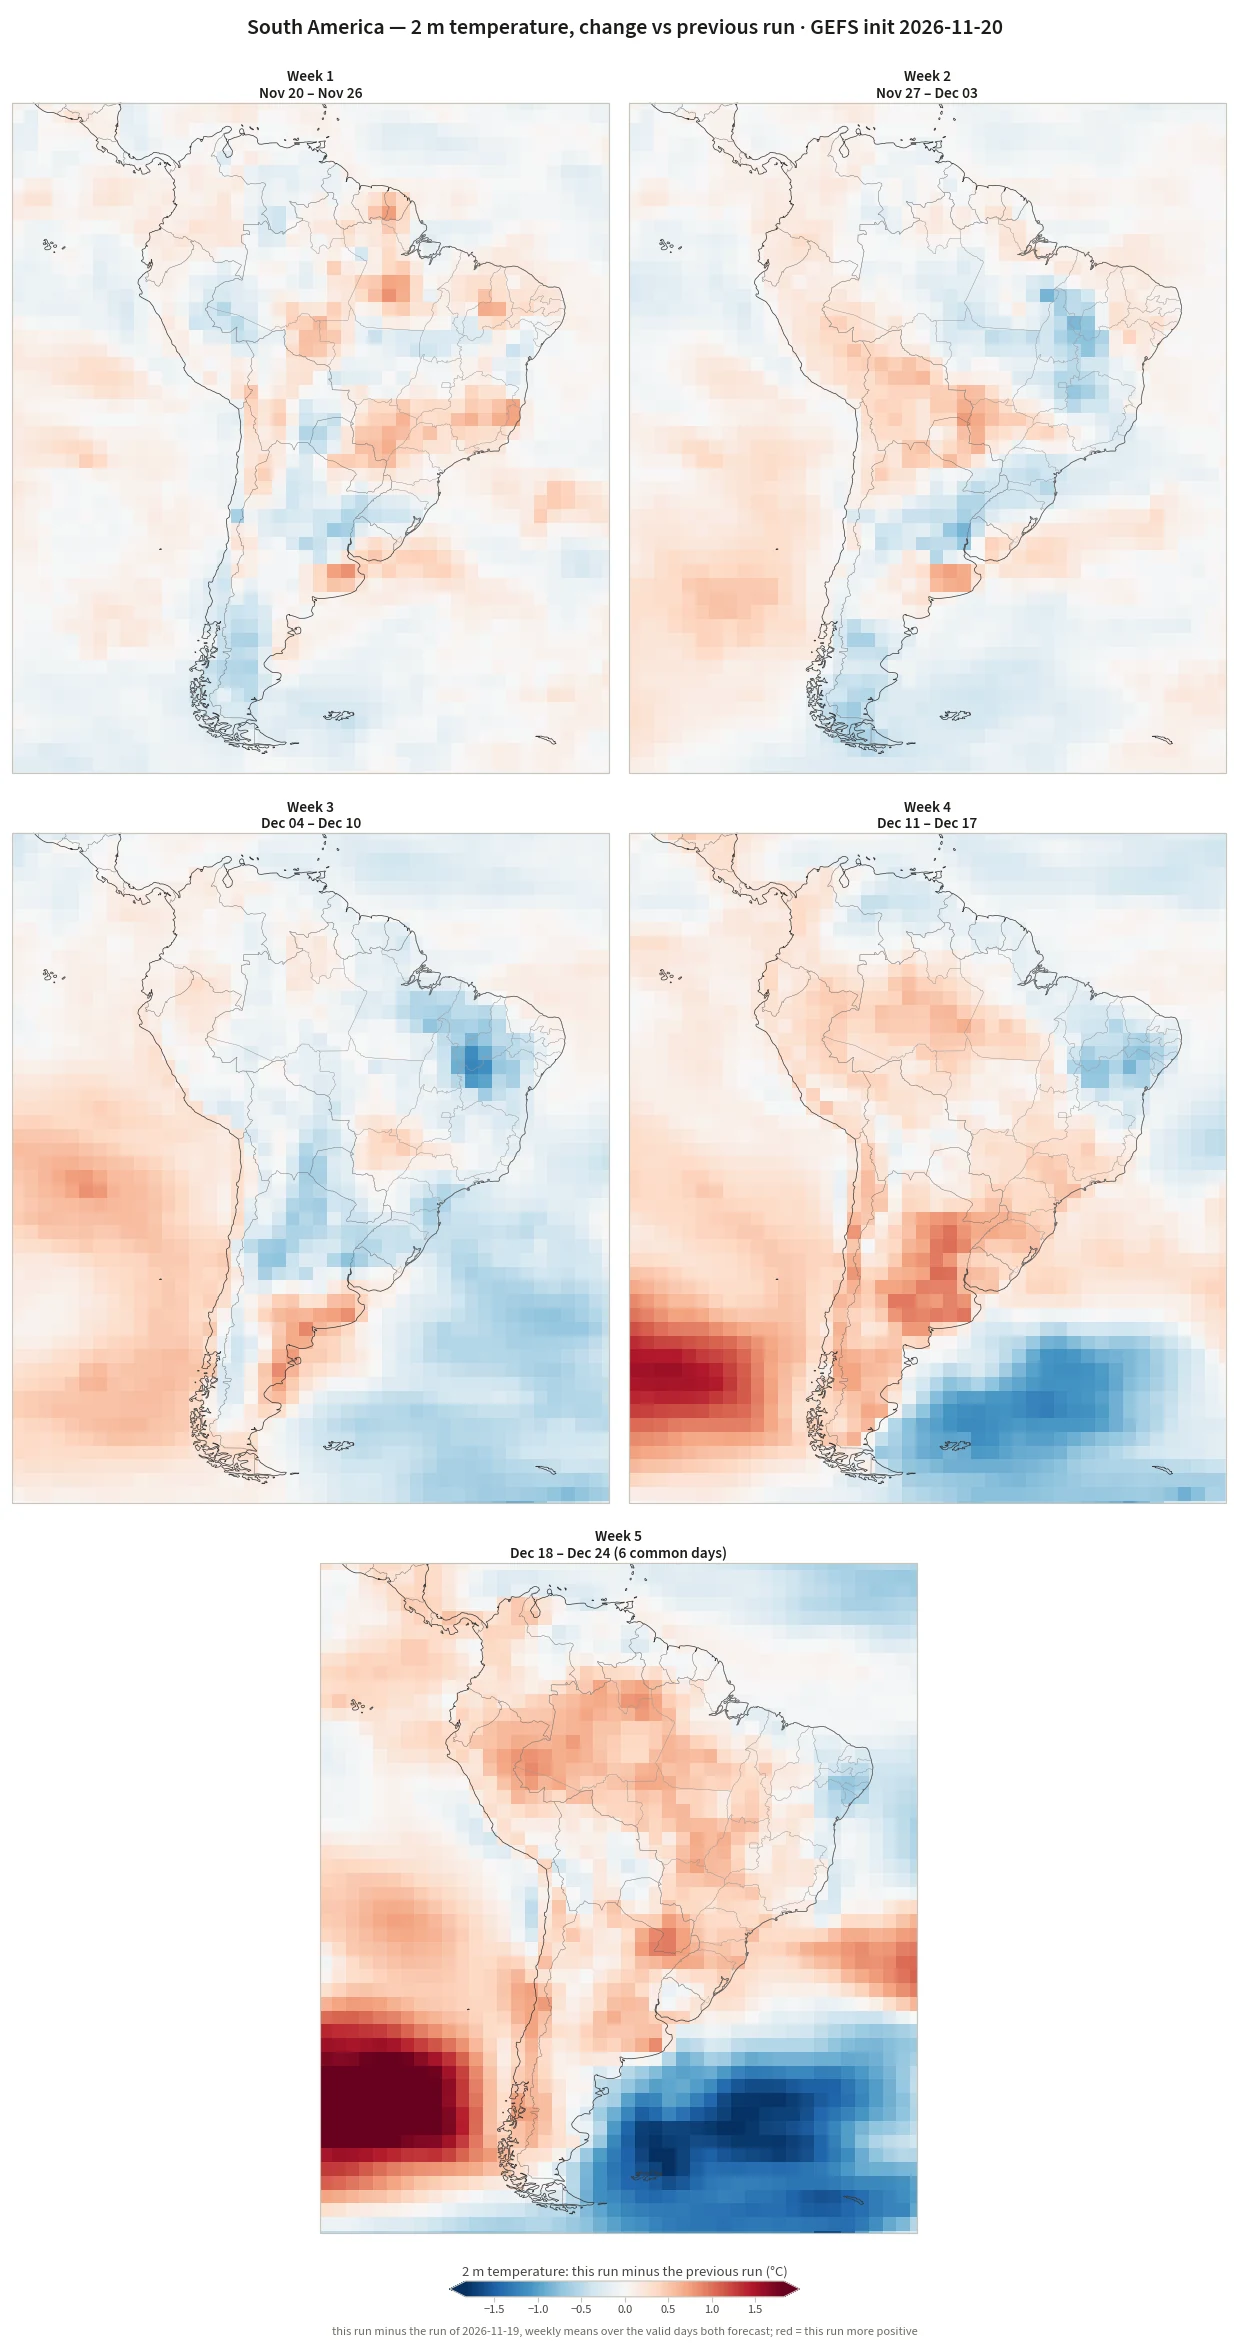 South America — 2 m temperature, change vs previous run · GEFS init 2026-11-20
Week 1
Nov 20 – Nov 26
Week 2
Nov 27 – Dec 03
Week 3
Dec 04 – Dec 10
Week 4
Dec 11 – Dec 17
Week 5
Dec 18 – Dec 24 (6 common days)
2 m temperature: this run minus the previous run (°C)
−1.5 −1.0 −0.5 0.0 0.5 1.0 1.5
this run minus the run of 2026-11-19, weekly means over the valid days both forecast; red = this run more positive